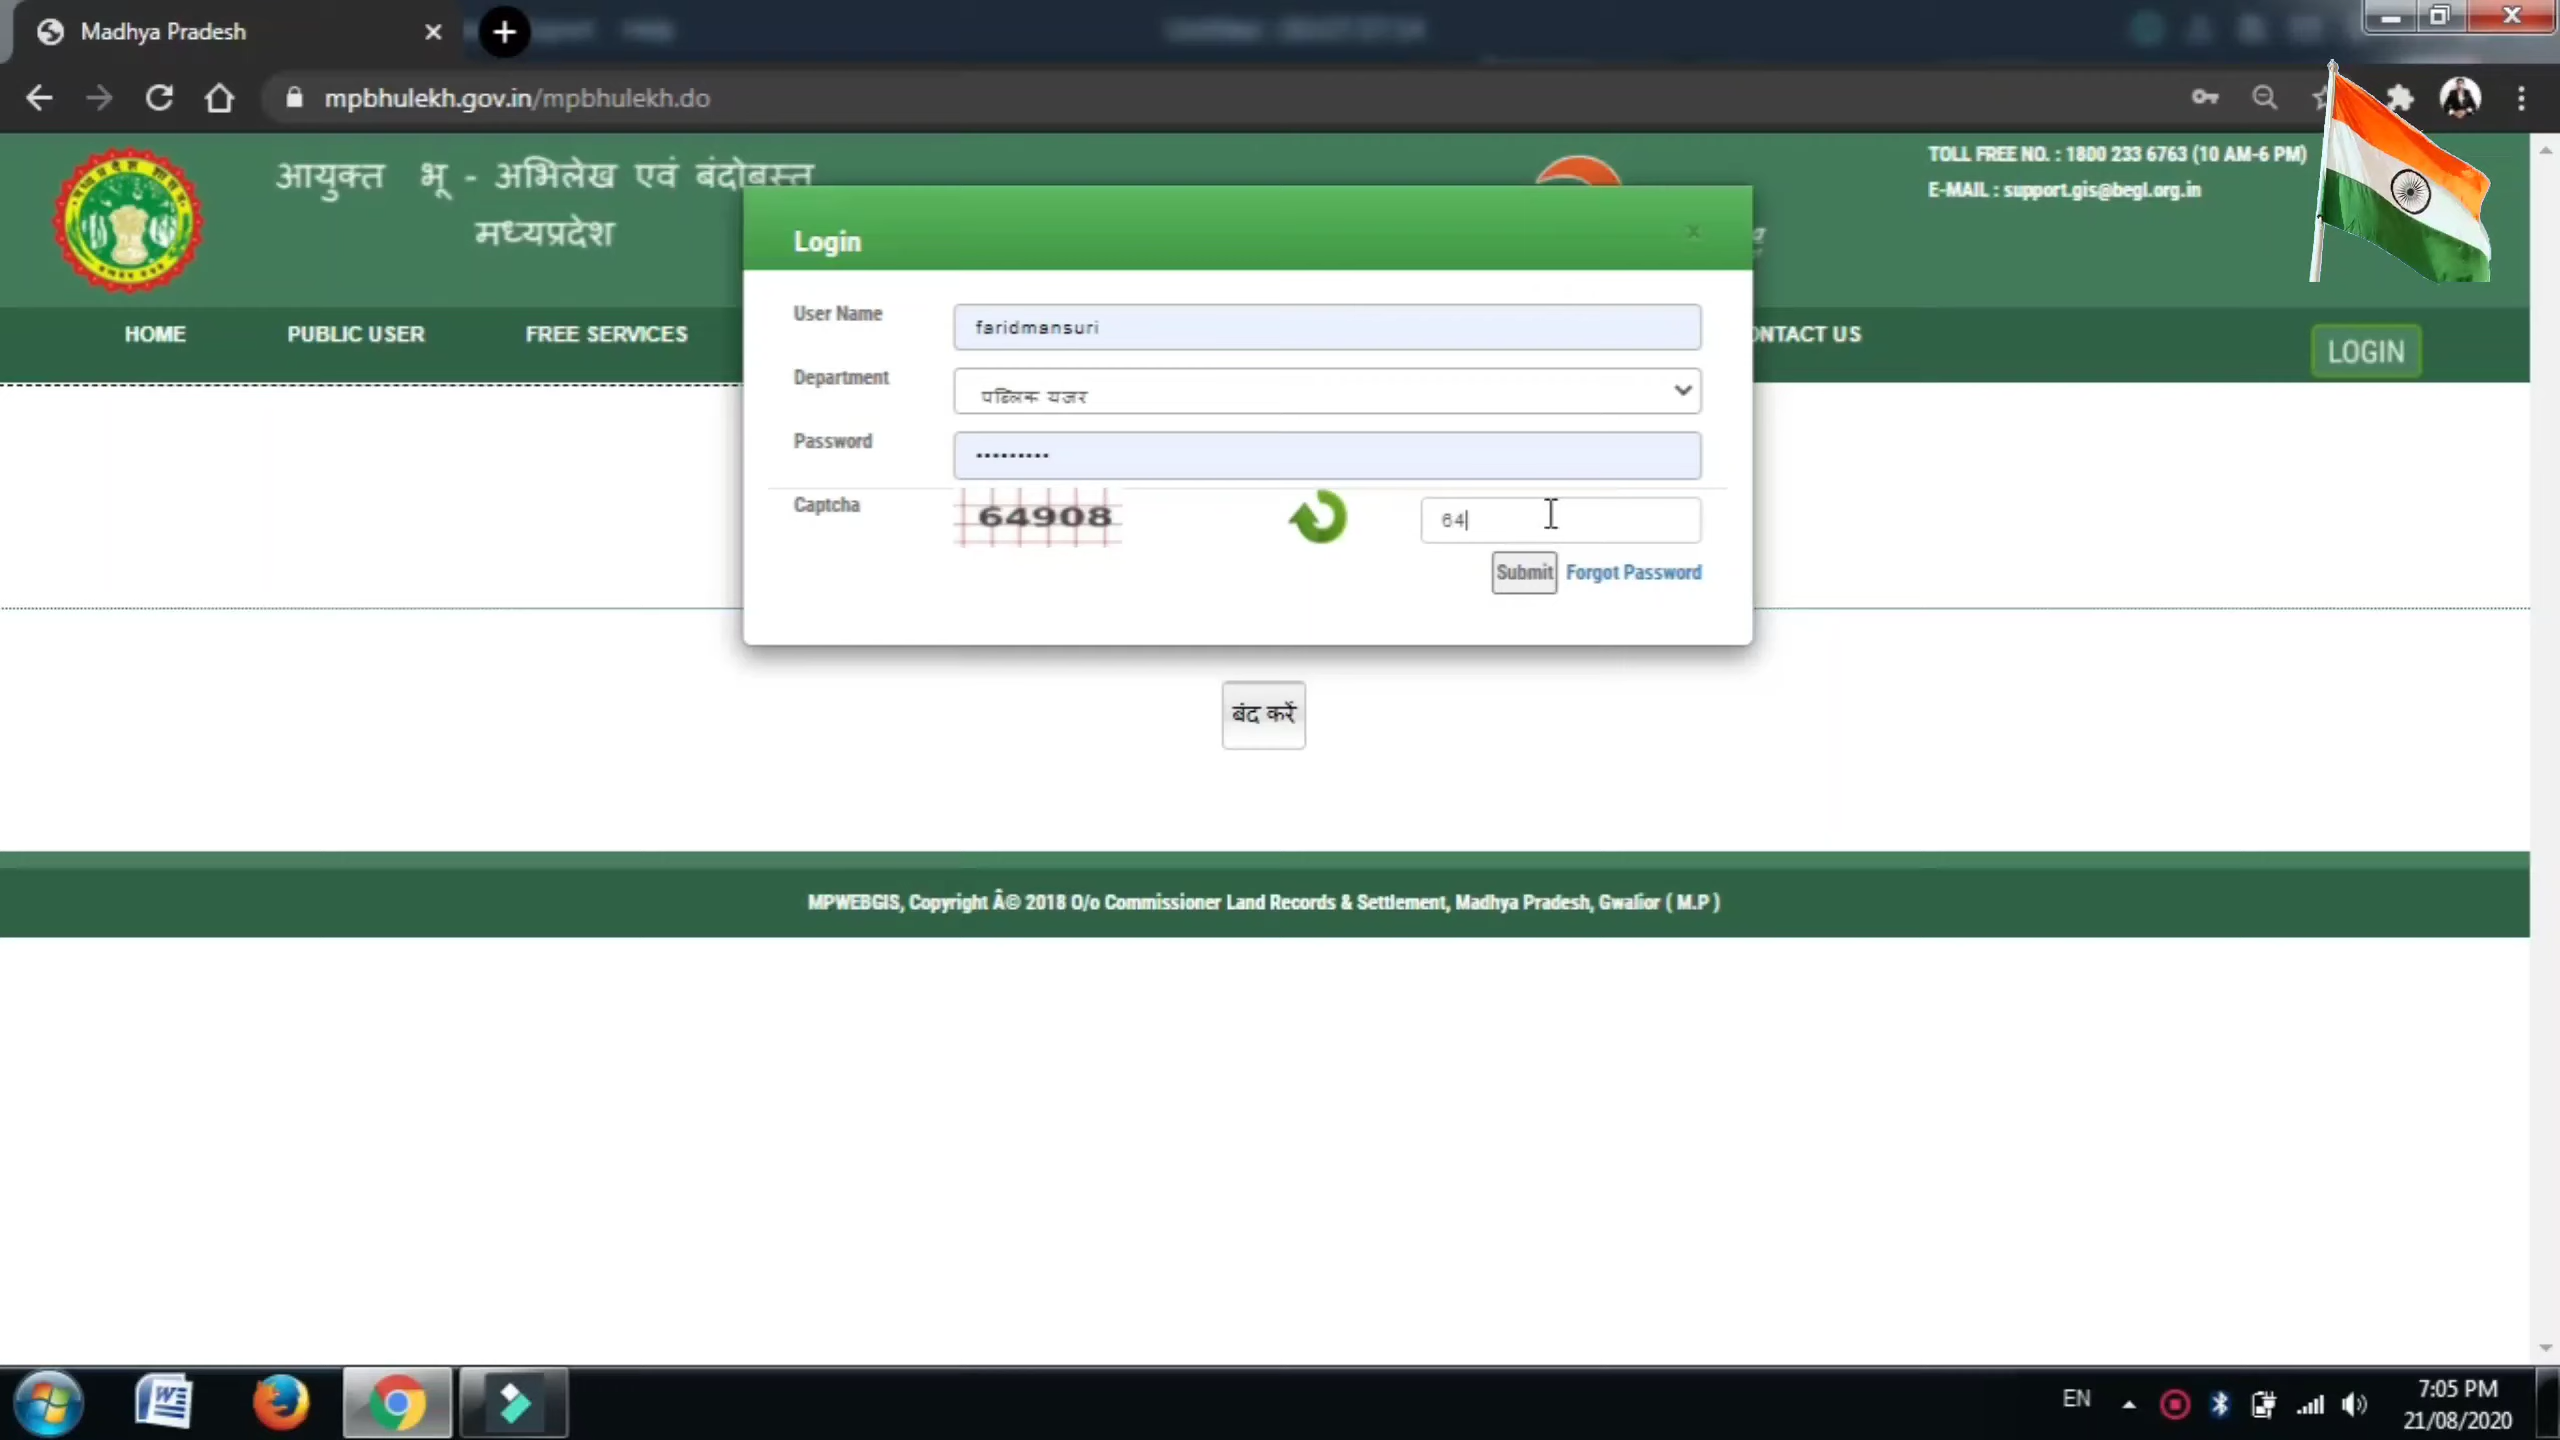 Madhya Pradesh
mpbhulekh.gov.in/mpbhulekh.do
आयुक्त भू - अभिलेख एवं बंदोबस्त
मध्यप्रदेश
TOLL FREE NO. : 1800 233 6763 (10 AM-6 PM)
E-MAIL : support.gis@begl.org.in
HOME PUBLIC USER FREE SERVICES ONTACT US LOGIN
Login
User Name faridmansuri
Department पब्लिक यूजर
Password
Captcha 64908 64
Submit Forgot Password
बंद करें
MPWEBGIS, Copyright Â© 2018 O/o Commissioner Land Records & Settlement, Madhya Pradesh, Gwalior ( M.P )
EN
7:05 PM
21/08/2020